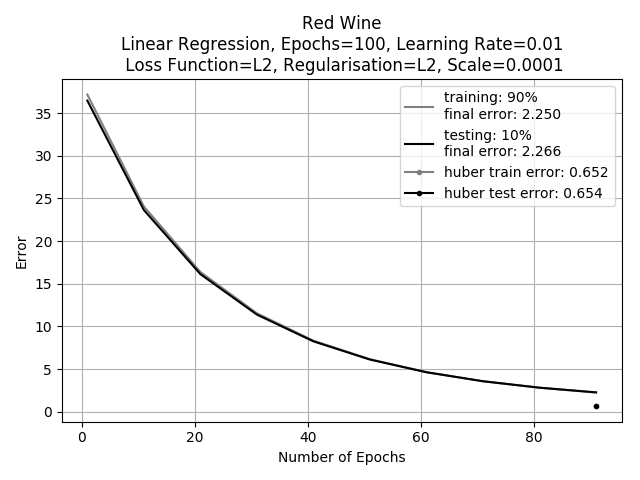 Red Wine
Linear Regression, Epochs=100, Learning Rate=0.01
Loss Function=L2, Regularisation=L2, Scale=0.0001
training: 90%
final error: 2.250
testing: 10%
final error: 2.266
huber train error: 0.652
huber test error: 0.654
35
30
25
20
15
10
5
0
Error
0 20 40 60 80
Number of Epochs